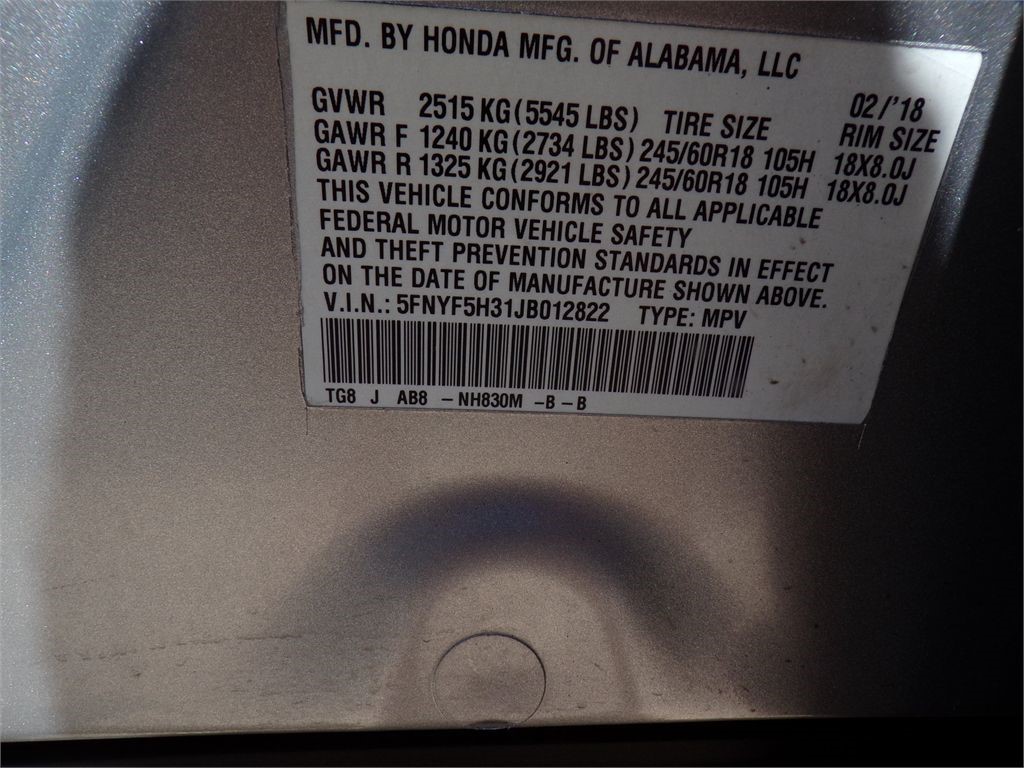 MFD. BY HONDA MFG. OF ALABAMA, LLC
02/'18
GVWR 2515 KG (5545 LBS) TIRE SIZE RIM SIZE
GAWR F 1240 KG (2734 LBS) 245/60R18 105H 18X8.0J
GAWR R 1325 KG (2921 LBS) 245/60R18 105H 18X8.0J
THIS VEHICLE CONFORMS TO ALL APPLICABLE
FEDERAL MOTOR VEHICLE SAFETY
AND THEFT PREVENTION STANDARDS IN EFFECT
ON THE DATE OF MANUFACTURE SHOWN ABOVE.
V.I.N.: 5FNYF5H31JB012822 TYPE: MPV
TG8 J AB8 - NH830M - B - B